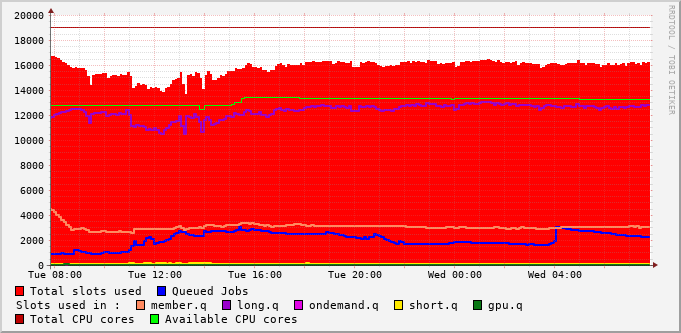 20000
18000
16000
14000
12000
10000
8000
6000
4000
2000
0
Tue 08:00 Tue 12:00 Tue 16:00 Tue 20:00 Wed 00:00 Wed 04:00
Total slots used Queued Jobs
Slots used in : member.q long.q ondemand.q short.q gpu.q
Total CPU cores Available CPU cores
RRDTOOL / TOBI OETIKER